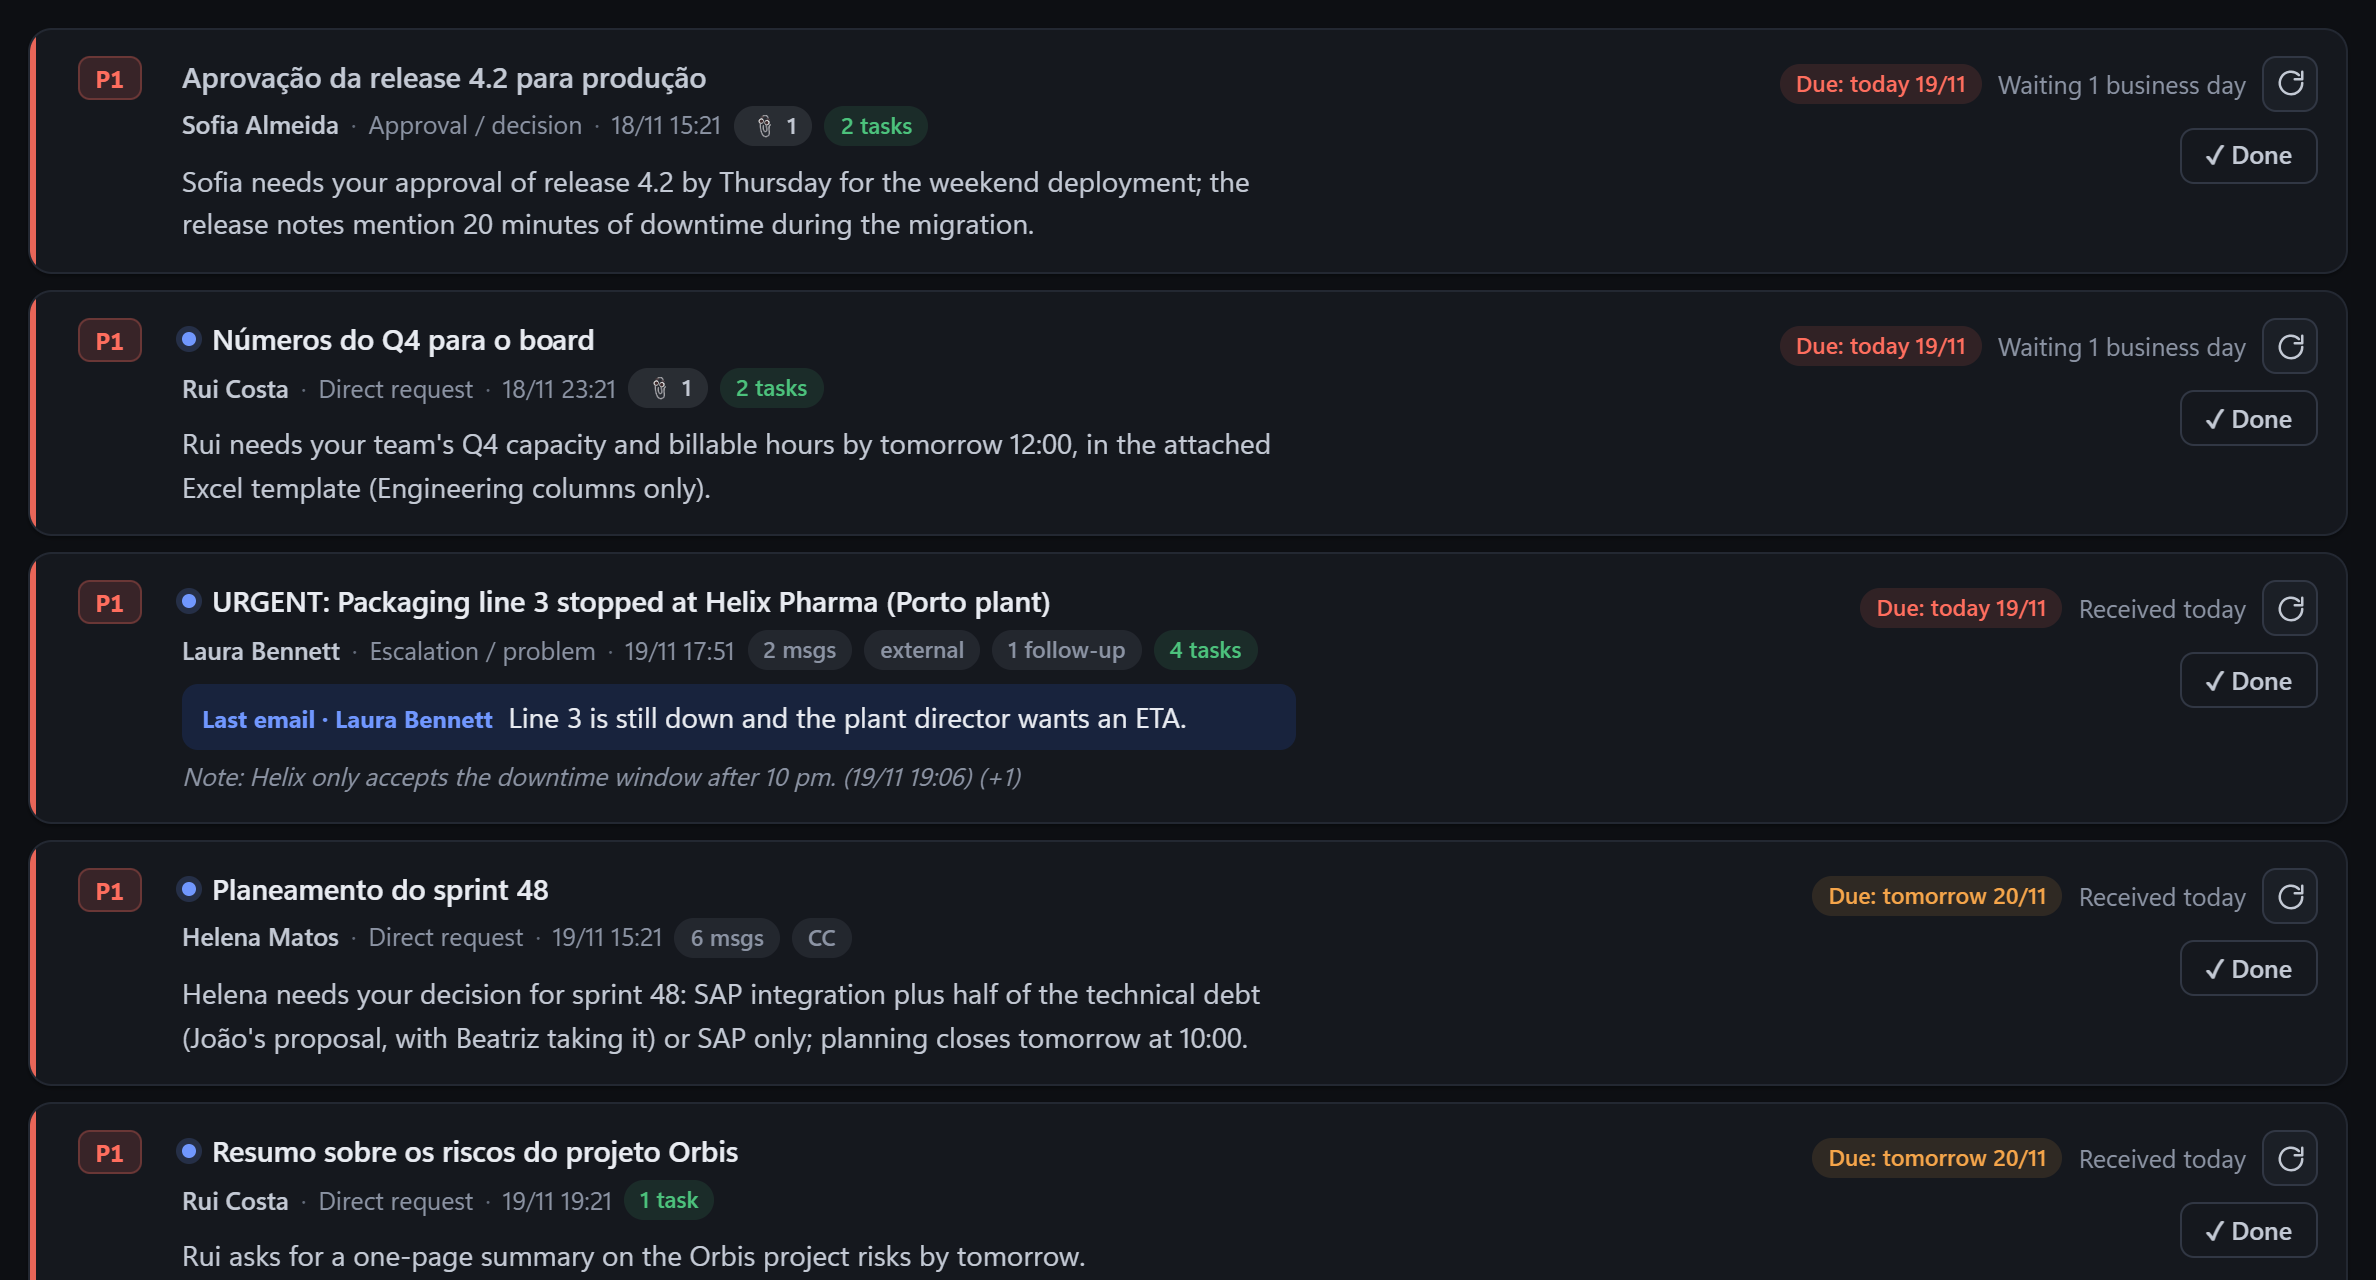 P1 Aprovação da release 4.2 para produção Due: today 19/11 Waiting 1 business day
Sofia Almeida · Approval / decision · 18/11 15:21 1 2 tasks
✓ Done
Sofia needs your approval of release 4.2 by Thursday for the weekend deployment; the
release notes mention 20 minutes of downtime during the migration.
P1 Números do Q4 para o board Due: today 19/11 Waiting 1 business day
Rui Costa · Direct request · 18/11 23:21 1 2 tasks
✓ Done
Rui needs your team's Q4 capacity and billable hours by tomorrow 12:00, in the attached
Excel template (Engineering columns only).
P1 URGENT: Packaging line 3 stopped at Helix Pharma (Porto plant) Due: today 19/11 Received today
Laura Bennett · Escalation / problem · 19/11 17:51 2 msgs external 1 follow-up 4 tasks
✓ Done
Last email · Laura Bennett Line 3 is still down and the plant director wants an ETA.
Note: Helix only accepts the downtime window after 10 pm. (19/11 19:06) (+1)
P1 Planeamento do sprint 48 Due: tomorrow 20/11 Received today
Helena Matos · Direct request · 19/11 15:21 6 msgs CC
✓ Done
Helena needs your decision for sprint 48: SAP integration plus half of the technical debt
(João's proposal, with Beatriz taking it) or SAP only; planning closes tomorrow at 10:00.
P1 Resumo sobre os riscos do projeto Orbis Due: tomorrow 20/11 Received today
Rui Costa · Direct request · 19/11 19:21 1 task
✓ Done
Rui asks for a one-page summary on the Orbis project risks by tomorrow.